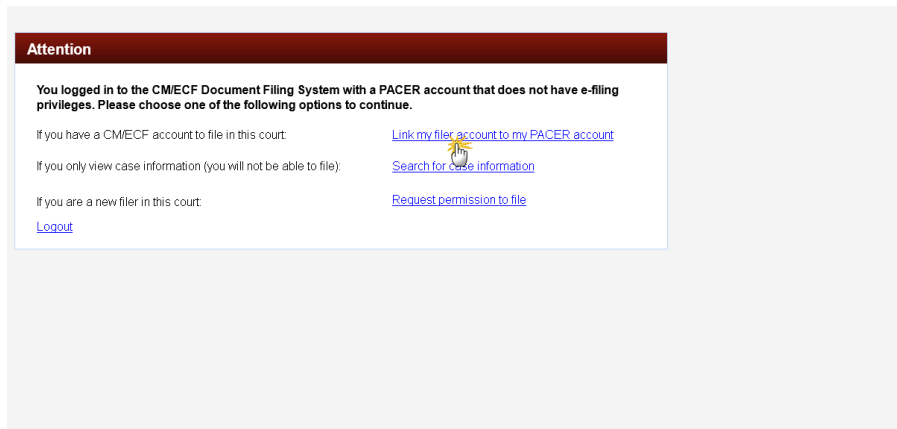 Attention
You logged in to the CM/ECF Document Filing System with a PACER account that does not have e-filing
privileges. Please choose one of the following options to continue.
If you have a CM/ECF account to file in this court:
Link my filer account to my PACER account
If you only view case information (you will not be able to file):
Search for case information
If you are a new filer in this court:
Request permission to file
Logout